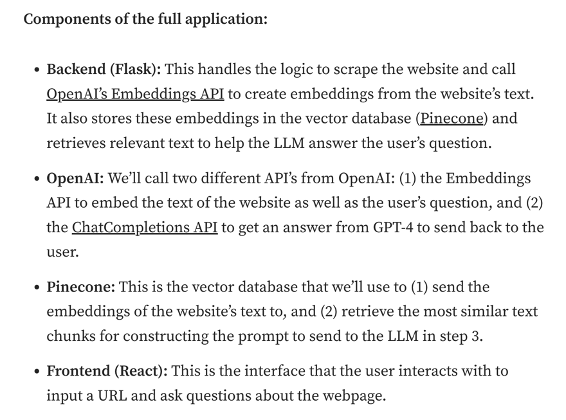 Components of the full application:
• Backend (Flask): This handles the logic to scrape the website and call
OpenAI’s Embeddings API to create embeddings from the website’s text.
It also stores these embeddings in the vector database (Pinecone) and
retrieves relevant text to help the LLM answer the user’s question.
• OpenAI: We’ll call two different API’s from OpenAI: (1) the Embeddings
API to embed the text of the website as well as the user’s question, and (2)
the ChatCompletions API to get an answer from GPT-4 to send back to the
user.
• Pinecone: This is the vector database that we’ll use to (1) send the
embeddings of the website’s text to, and (2) retrieve the most similar text
chunks for constructing the prompt to send to the LLM in step 3.
• Frontend (React): This is the interface that the user interacts with to
input a URL and ask questions about the webpage.